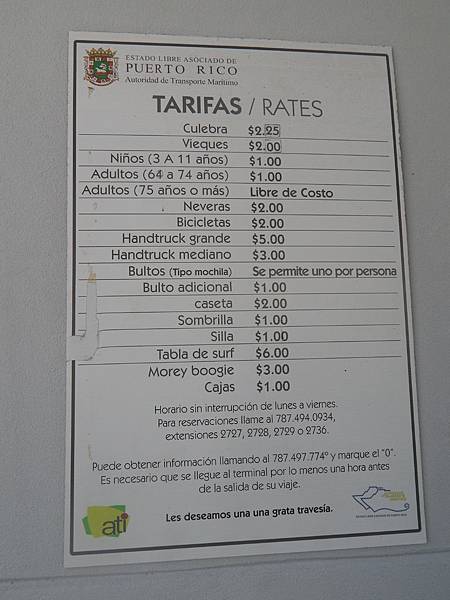 ESTADO LIBRE ASOCIADO DE
PUERTO RICO
Autoridad de Transporte Marítimo
TARIFAS / RATES
Culebra $2.25
Vieques $2.00
Niños (3 A 11 años) $1.00
Adultos (64 a 74 años) $1.00
Adultos (75 años o más) Libre de Costo
Neveras $2.00
Bicicletas $2.00
Handtruck grande $5.00
Handtruck mediano $3.00
Bultos (Tipo mochila) Se permite uno por persona
Bulto adicional $1.00
caseta $2.00
Sombrilla $1.00
Silla $1.00
Tabla de surf $6.00
Morey boogie $3.00
Cajas $1.00
Horario sin interrupción de lunes a viernes.
Para reservaciones llame al 787.494.0934,
extensiones 2727, 2728, 2729 o 2736.
Puede obtener información llamando al 787.497.774° y marque el "0".
Es necesario que se llegue al terminal por lo menos una hora antes
de la salida de su viaje.
Les deseamos una una grata travesía.
ati